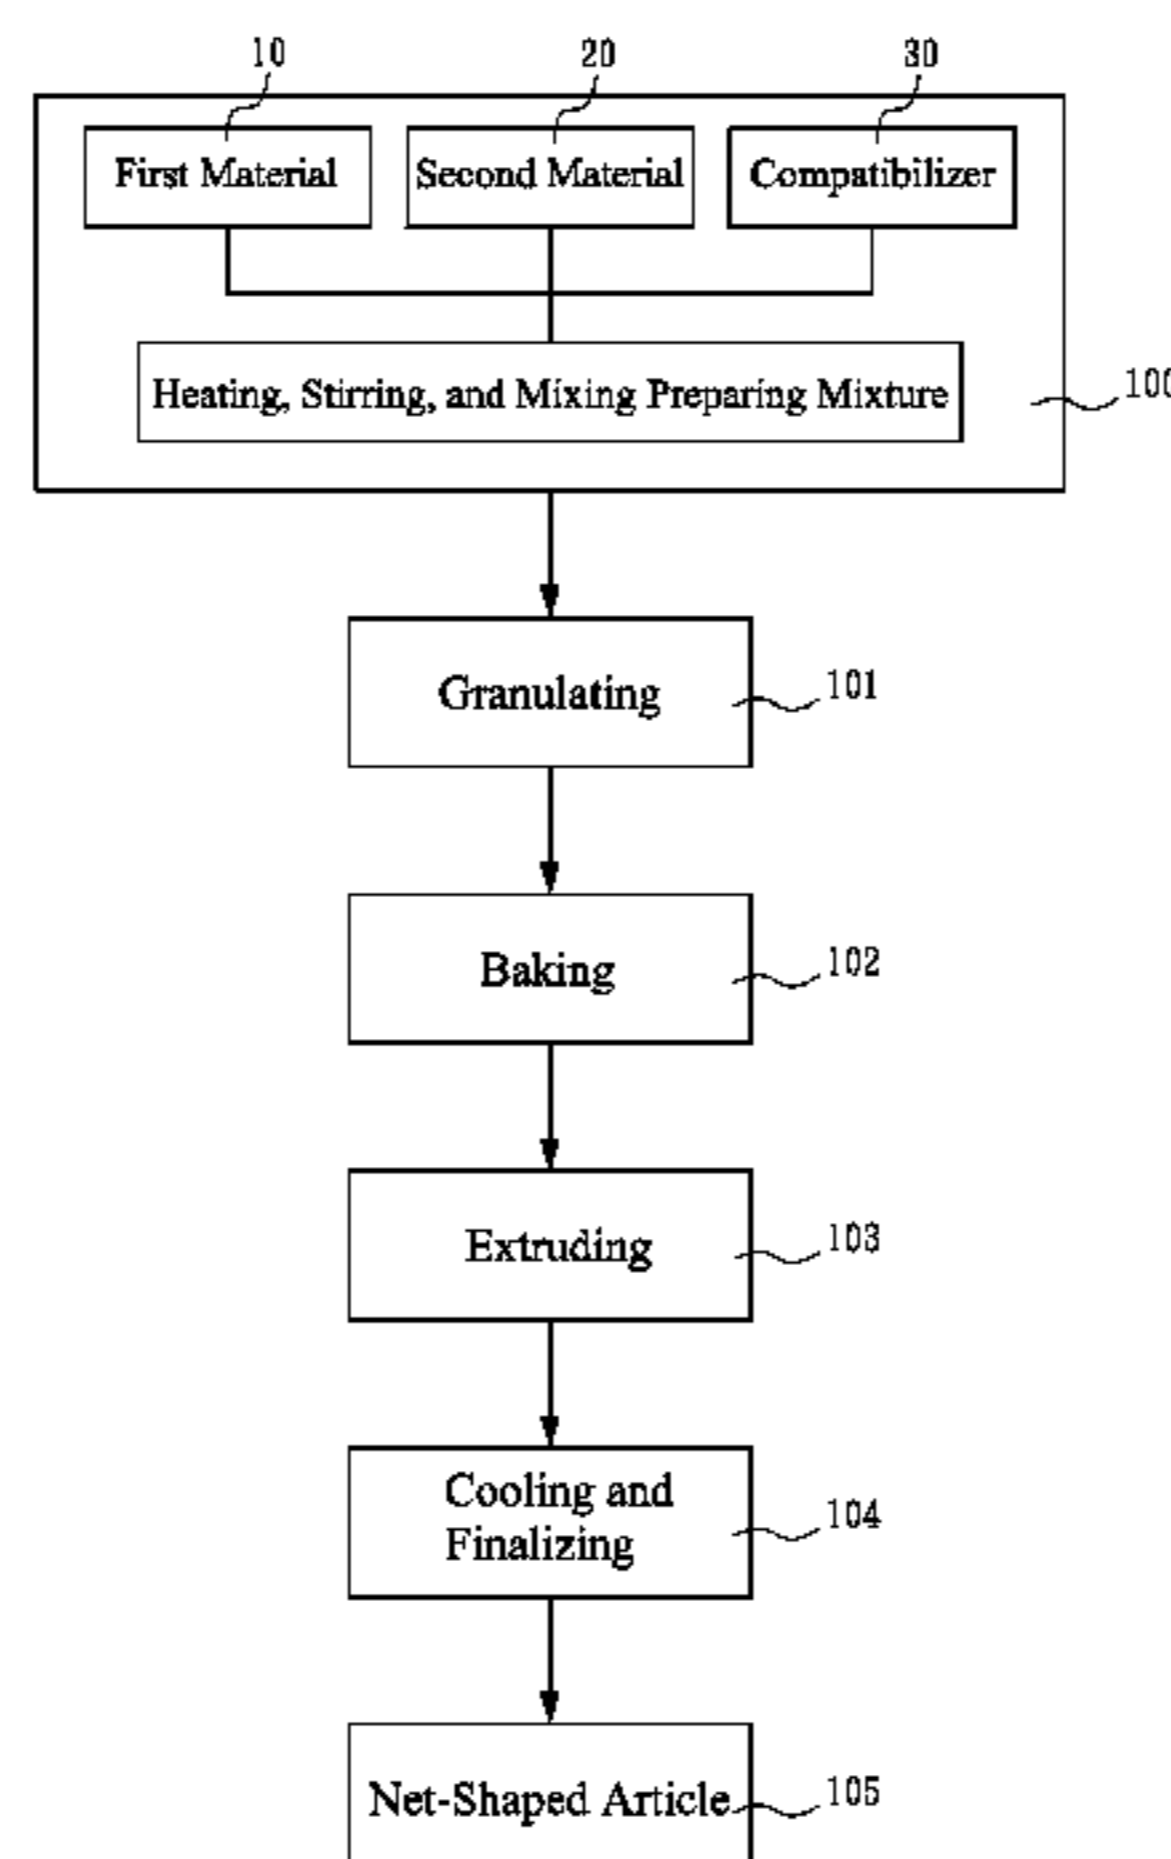 10 20 30
First Material Second Material Compatibilizer
Heating, Stirring, and Mixing Preparing Mixture
100
Granulating
101
Baking
102
Extruding
103
Cooling and
Finalizing
104
Net-Shaped Article
105